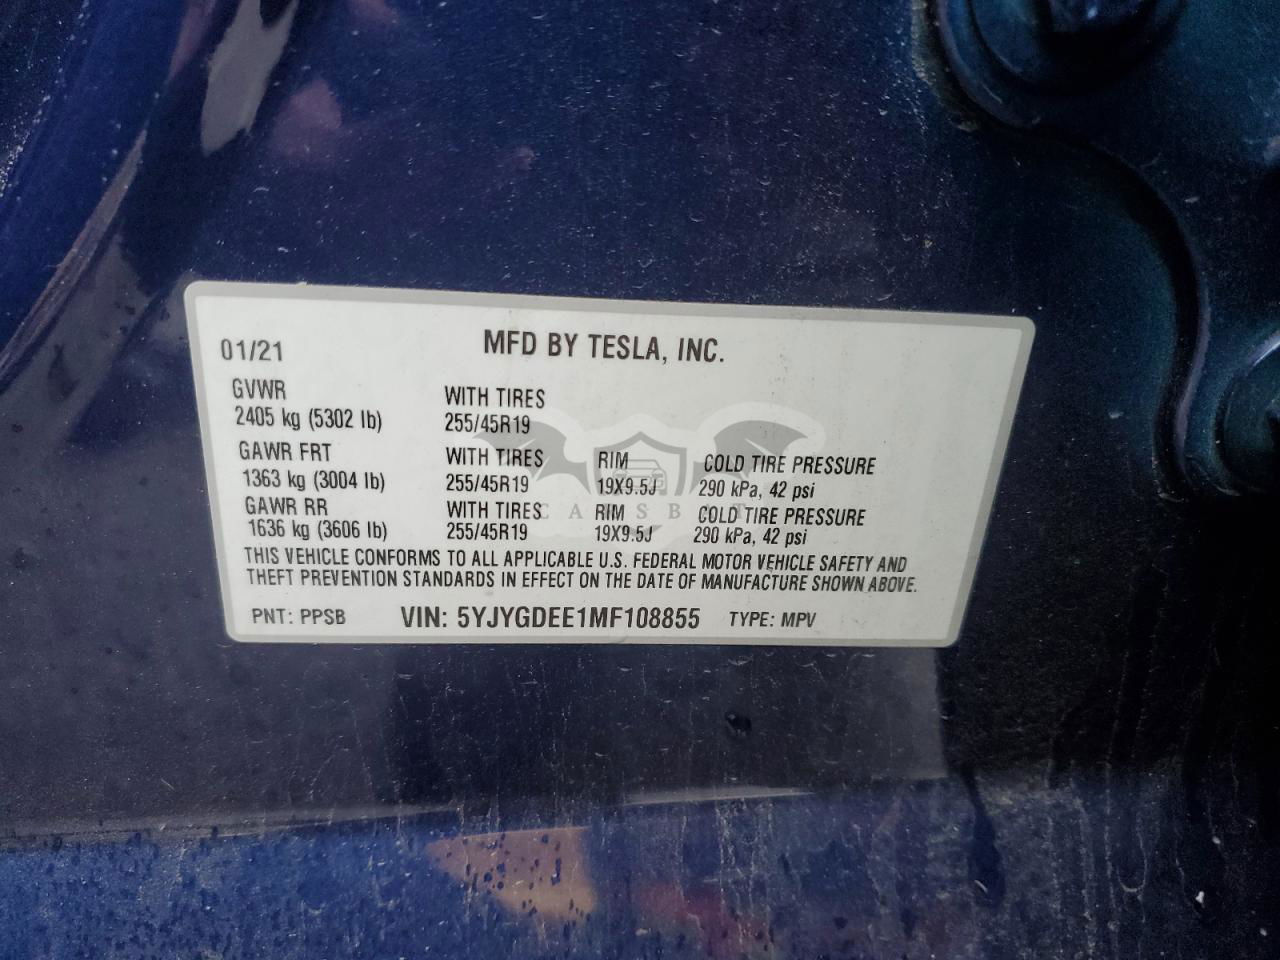 01/21 MFD BY TESLA, INC.
GVWR WITH TIRES
2405 kg (5302 lb) 255/45R19
GAWR FRT WITH TIRES RIM COLD TIRE PRESSURE
1363 kg (3004 lb) 255/45R19 19X9.5J 290 kPa, 42 psi
GAWR RR WITH TIRES RIM COLD TIRE PRESSURE
1636 kg (3606 lb) 255/45R19 19X9.5J 290 kPa, 42 psi
THIS VEHICLE CONFORMS TO ALL APPLICABLE U.S. FEDERAL MOTOR VEHICLE SAFETY AND
THEFT PREVENTION STANDARDS IN EFFECT ON THE DATE OF MANUFACTURE SHOWN ABOVE.
PNT: PPSB VIN: 5YJYGDEE1MF108855 TYPE: MPV